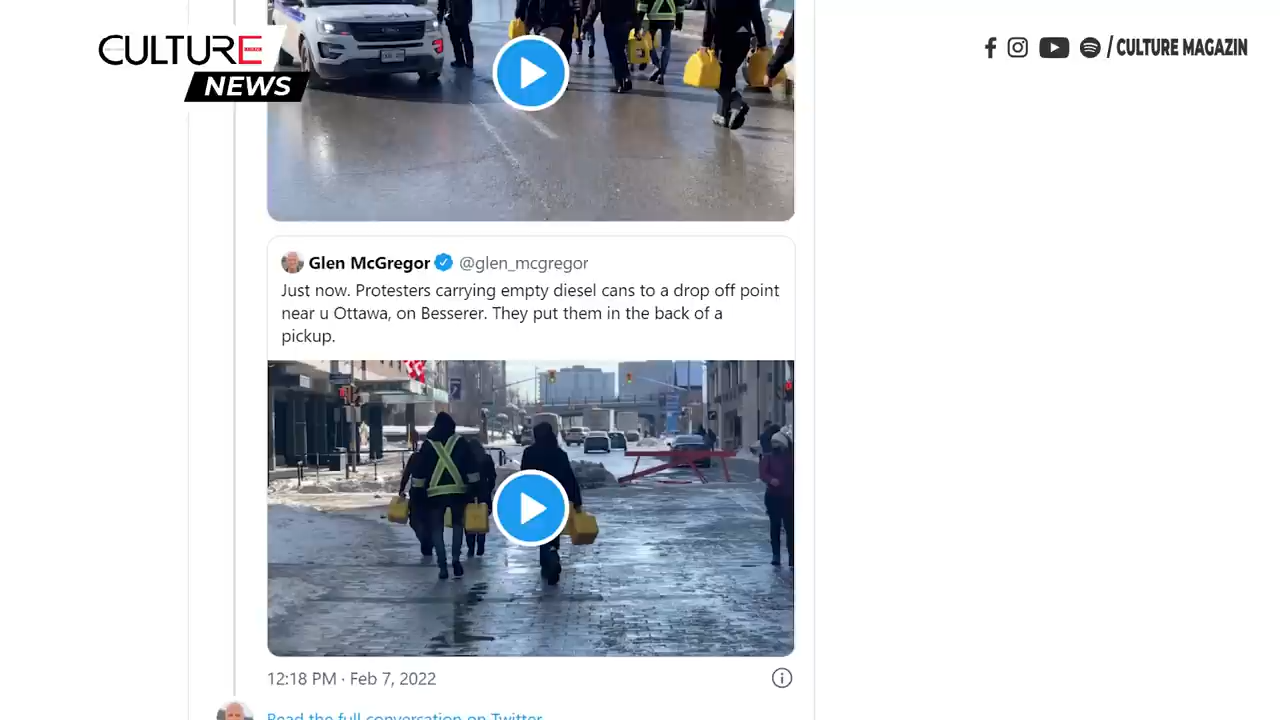 CULTURE
NEWS
/ CULTURE MAGAZIN
Glen McGregor @glen_mcgregor
Just now. Protesters carrying empty diesel cans to a drop off point
near u Ottawa, on Besserer. They put them in the back of a
pickup.
12:18 PM · Feb 7, 2022
Read the full conversation on Twitter